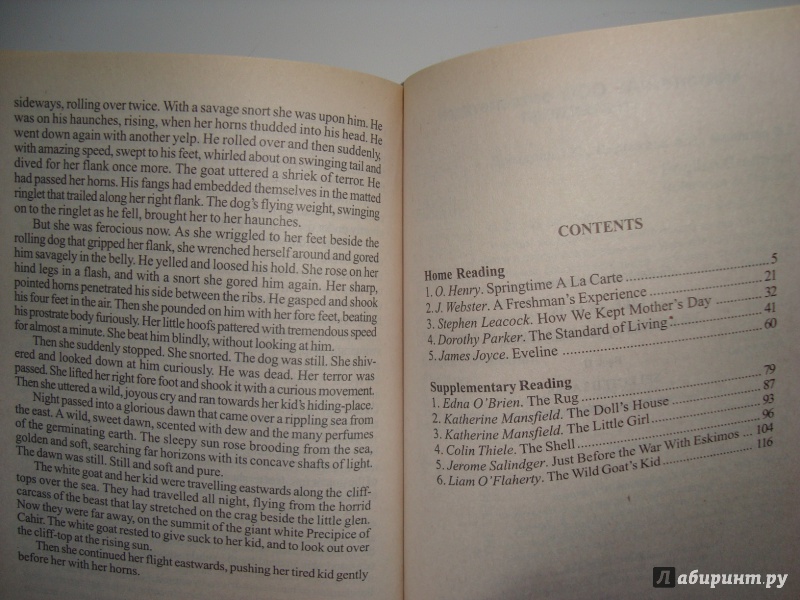 sideways, rolling over twice. With a savage snort she was upon him. He
was on his haunches, rising, when her horns thudded into his head. He
went down again with another yelp. He rolled over and then suddenly,
with amazing speed, swept to his feet, whirled about on swinging tail and
dived for her flank once more. The goat uttered a shriek of terror. He
had passed her horns. His fangs had embedded themselves in the matted
ringlet that trailed along her right flank. The dog's flying weight, swinging
on to the ringlet as he fell, brought her to her haunches.
But she was ferocious now. As she wriggled to her feet beside the
rolling dog that gripped her flank, she wrenched herself around and gored
him savagely in the belly. He yelled and loosed his hold. She rose on her
hind legs in a flash, and with a snort she gored him again. Her sharp,
pointed horns penetrated his side between the ribs. He gasped and shook
his four feet in the air. Then she pounded on him with her fore feet, beating
his prostrate body furiously. Her little hoofs pattered with tremendous speed
for almost a minute. She beat him blindly, without looking at him.
Then she suddenly stopped. She snorted. The dog was still. She shiv-
ered and looked down at him curiously. He was dead. Her terror was
passed. She lifted her right fore foot and shook it with a curious movement.
Then she uttered a wild, joyous cry and ran towards her kid's hiding-place.
Night passed into a glorious dawn that came over a rippling sea from
the east. A wild, sweet dawn, scented with dew and the many perfumes
of the germinating earth. The sleepy sun rose brooding from the sea,
golden and soft, searching far horizons with its concave shafts of light.
The dawn was still. Still and soft and pure.
The white goat and her kid were travelling eastwards along the cliff-
tops over the sea. They had travelled all night, flying from the horrid
carcass of the beast that lay stretched on the crag beside the little glen.
Now they were far away, on the summit of the giant white Precipice of
Cahir. The white goat rested to give suck to her kid, and to look out over
the cliff-top at the rising sun.
Then she continued her flight eastwards, pushing her tired kid gently
before her with her horns.
CONTENTS
Home Reading
1. O. Henry. Springtime A La Carte 5
2. J. Webster. A Freshman's Experience 21
3. Stephen Leacock. How We Kept Mother's Day 32
4. Dorothy Parker. The Standard of Living 41
5. James Joyce. Eveline 60
Supplementary Reading
1. Edna O'Brien. The Rug 79
2. Katherine Mansfield. The Doll's House 87
3. Katherine Mansfield. The Little Girl 93
4. Colin Thiele. The Shell 96
5. Jerome Salindger. Just Before the War With Eskimos 104
6. Liam O'Flaherty. The Wild Goat's Kid 116
Лабиринт.ру